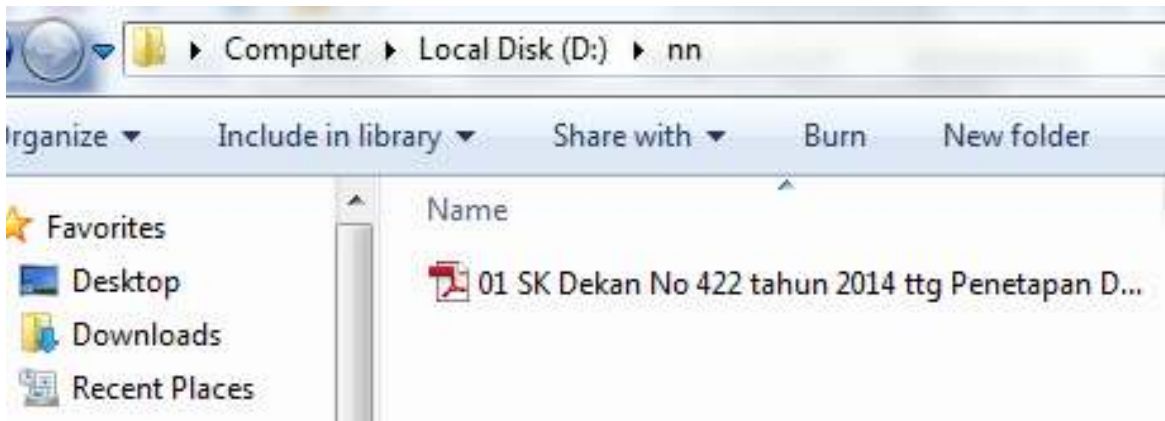 Computer Local Disk (D:) nn
Include in library Share with Burn New folder
Name
Favorites
Desktop
Downloads
Recent Places
01 SK Dekan No 422 tahun 2014 ttg Penetapan D...